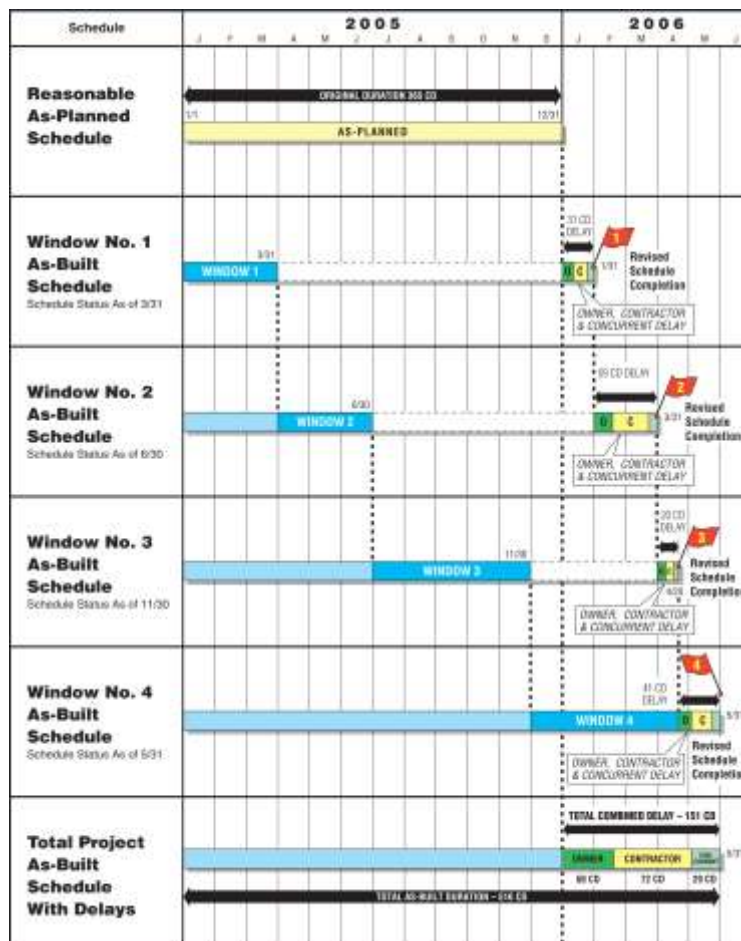 Schedule
2005
2006
J F M A M J J A S O N D J F M A M J
Reasonable
As-Planned
Schedule
ORIGINAL DURATION 365 CD
1/1
12/31
AS-PLANNED
Window No. 1
As-Built
Schedule
Schedule Status As of 3/31
3/31
WINDOW 1
31 CD
DELAY
1
O C
1/31
Revised
Schedule
Completion
OWNER, CONTRACTOR
& CONCURRENT DELAY
Window No. 2
As-Built
Schedule
Schedule Status As of 6/30
6/30
WINDOW 2
59 CD DELAY
2
O C
3/31
Revised
Schedule
Completion
OWNER, CONTRACTOR
& CONCURRENT DELAY
Window No. 3
As-Built
Schedule
Schedule Status As of 11/30
11/30
WINDOW 3
20 CD
DELAY
3
4/20
Revised
Schedule
Completion
OWNER, CONTRACTOR
& CONCURRENT DELAY
Window No. 4
As-Built
Schedule
Schedule Status As of 5/31
WINDOW 4
41 CD
DELAY
4
O C
5/31
Revised
Schedule
Completion
OWNER, CONTRACTOR
& CONCURRENT DELAY
Total Project
As-Built
Schedule
With Delays
TOTAL COMBINED DELAY – 151 CD
OWNER
CONTRACTOR
5/31
CD
72 CD
CD
TOTAL AS-BUILT DURATION – 516 CD